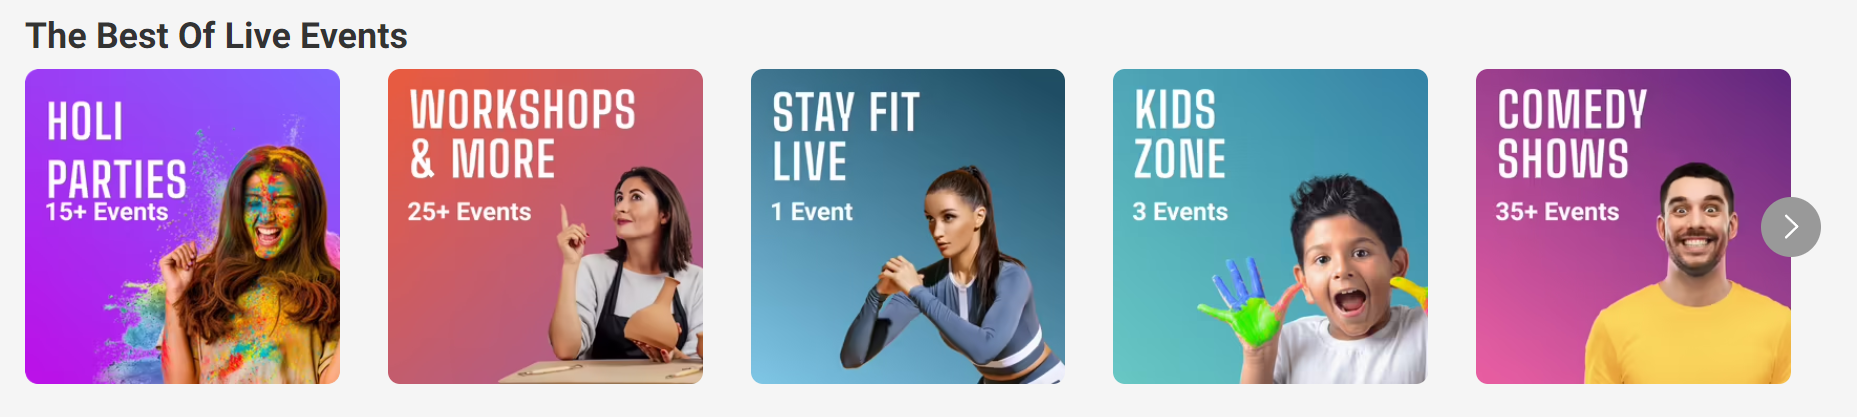 The Best Of Live Events
HOLI
PARTIES
15+ Events
WORKSHOPS
& MORE
25+ Events
STAY FIT
LIVE
1 Event
KIDS
ZONE
3 Events
COMEDY
SHOWS
35+ Events